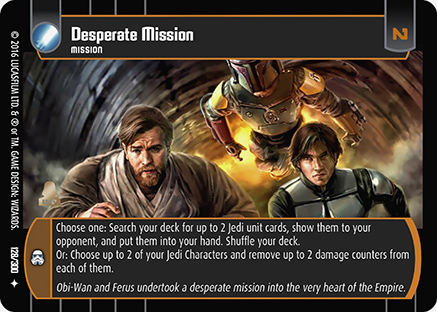 Desperate Mission
MISSION
N
© 2016 LUCASFILM LTD. & ® or TM. GAME DESIGN: WIZARDS.
Choose one: Search your deck for up to 2 Jedi unit cards, show them to your
opponent, and put them into your hand. Shuffle your deck.
Or: Choose up to 2 of your Jedi Characters and remove up to 2 damage counters from
each of them.
Obi-Wan and Ferus undertook a desperate mission into the very heart of the Empire.